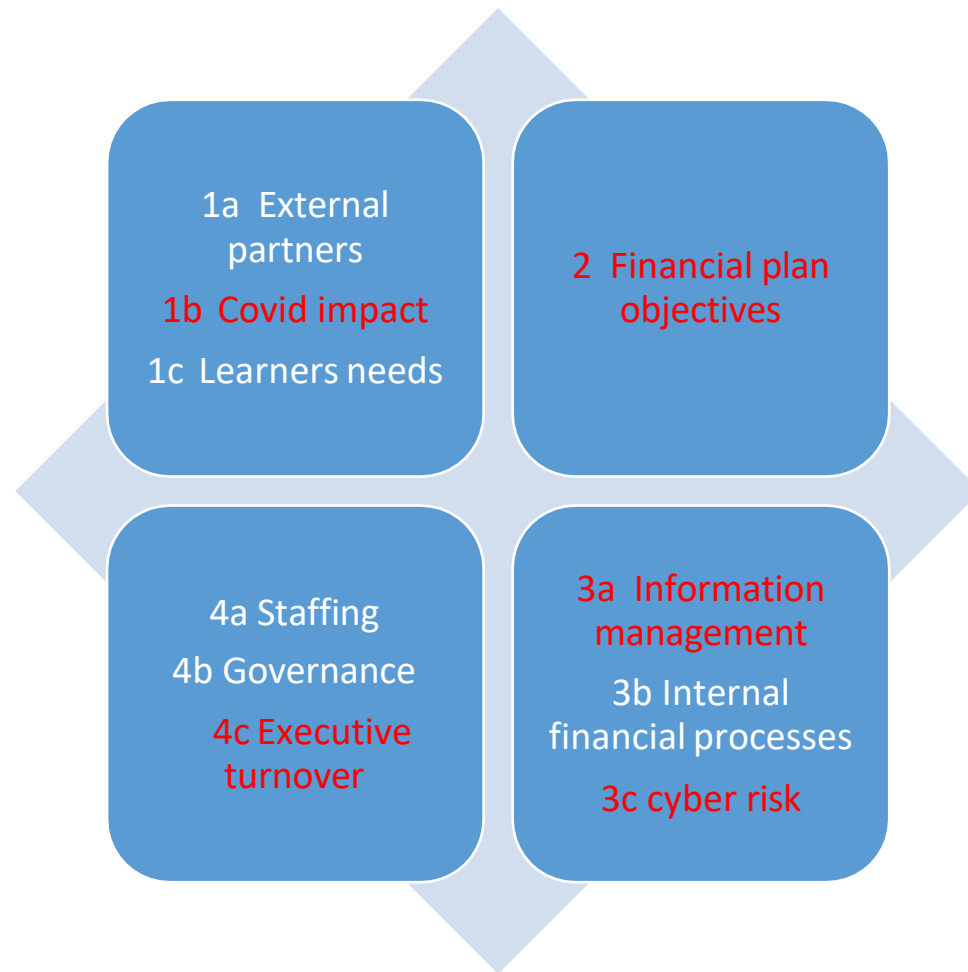 1a External
partners
1b Covid impact
1c Learners needs
2 Financial plan
objectives
4a Staffing
4b Governance
4c Executive
turnover
3a Information
management
3b Internal
financial processes
3c cyber risk